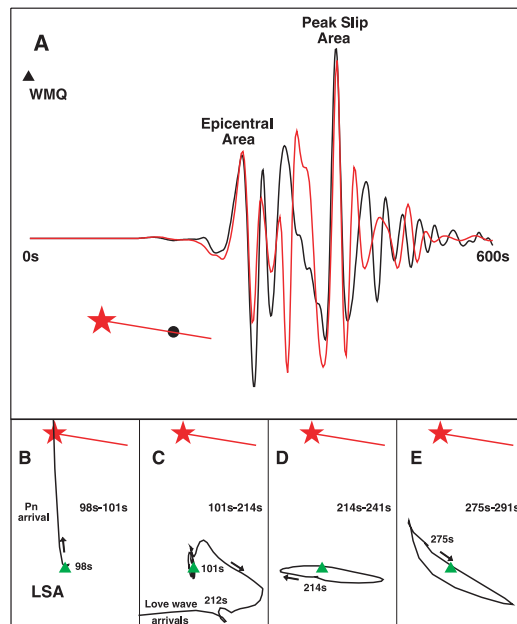 A
Peak Slip
Area
WMQ
Epicentral
Area
0s
600s
B
C
D
E
Pn
arrival
98s-101s
101s-214s
214s-241s
275s-291s
275s
98s
101s
214s
LSA
212s
Love wave
arrivals